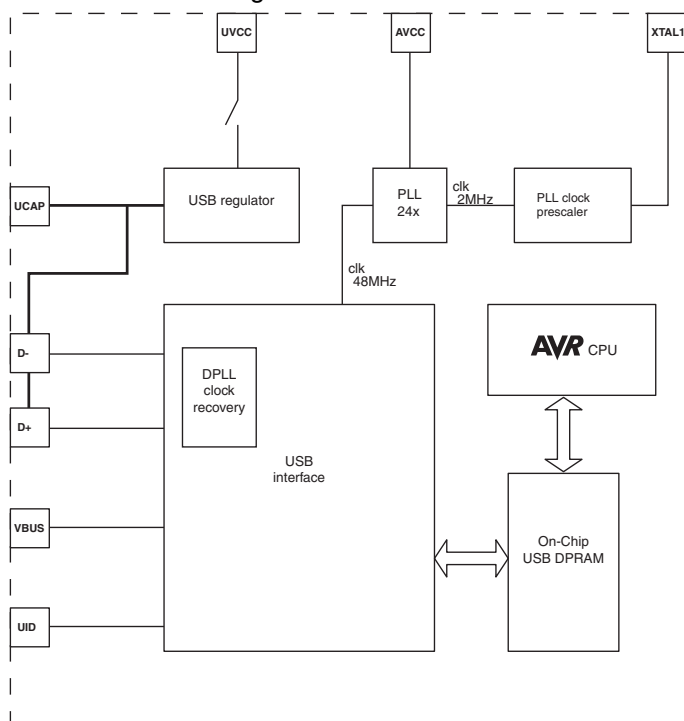 UVCC
AVCC
XTAL1
UCAP
USB regulator
PLL
24x
clk
2MHz
PLL clock
prescaler
clk
48MHz
D-
D+
DPLL
clock
recovery
USB
interface
AVR CPU
VBUS
On-Chip
USB DPRAM
UID